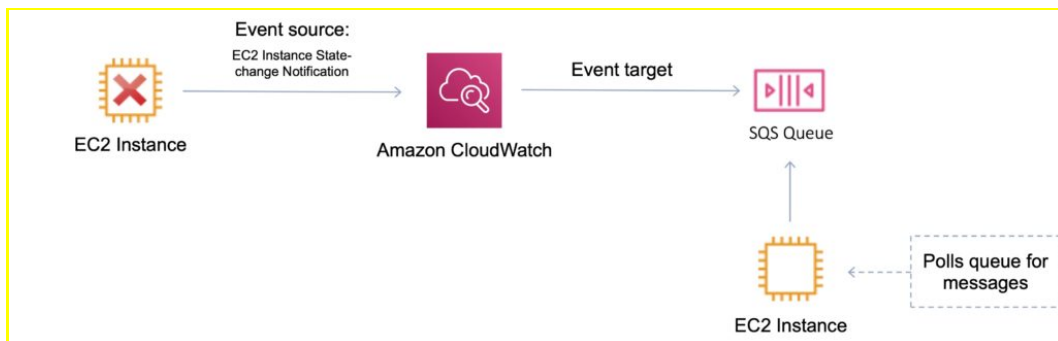 Event source:
EC2 Instance State-
change Notification
Event target
EC2 Instance
Amazon CloudWatch
SQS Queue
Polls queue for
messages
EC2 Instance